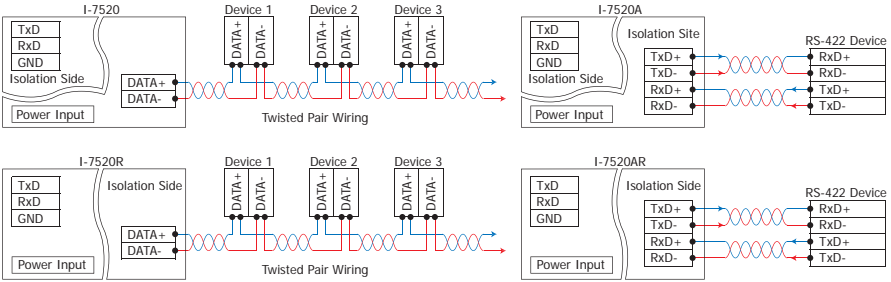 I-7520
TxD
RxD
GND
Isolation Side
Power Input
DATA+
DATA-
Device 1
DATA+
DATA-
Device 2
DATA+
DATA-
Device 3
DATA+
DATA-
Twisted Pair Wiring
I-7520A
TxD
RxD
GND
Isolation Side
Power Input
Isolation Site
TxD+
TxD-
RxD+
RxD-
RS-422 Device
RxD+
RxD-
TxD+
TxD-
I-7520R
TxD
RxD
GND
Isolation Side
Power Input
DATA+
DATA-
Device 1
DATA+
DATA-
Device 2
DATA+
DATA-
Device 3
DATA+
DATA-
Twisted Pair Wiring
I-7520AR
TxD
RxD
GND
Power Input
Isolation Side
TxD+
TxD-
RxD+
RxD-
RS-422 Device
RxD+
RxD-
TxD+
TxD-